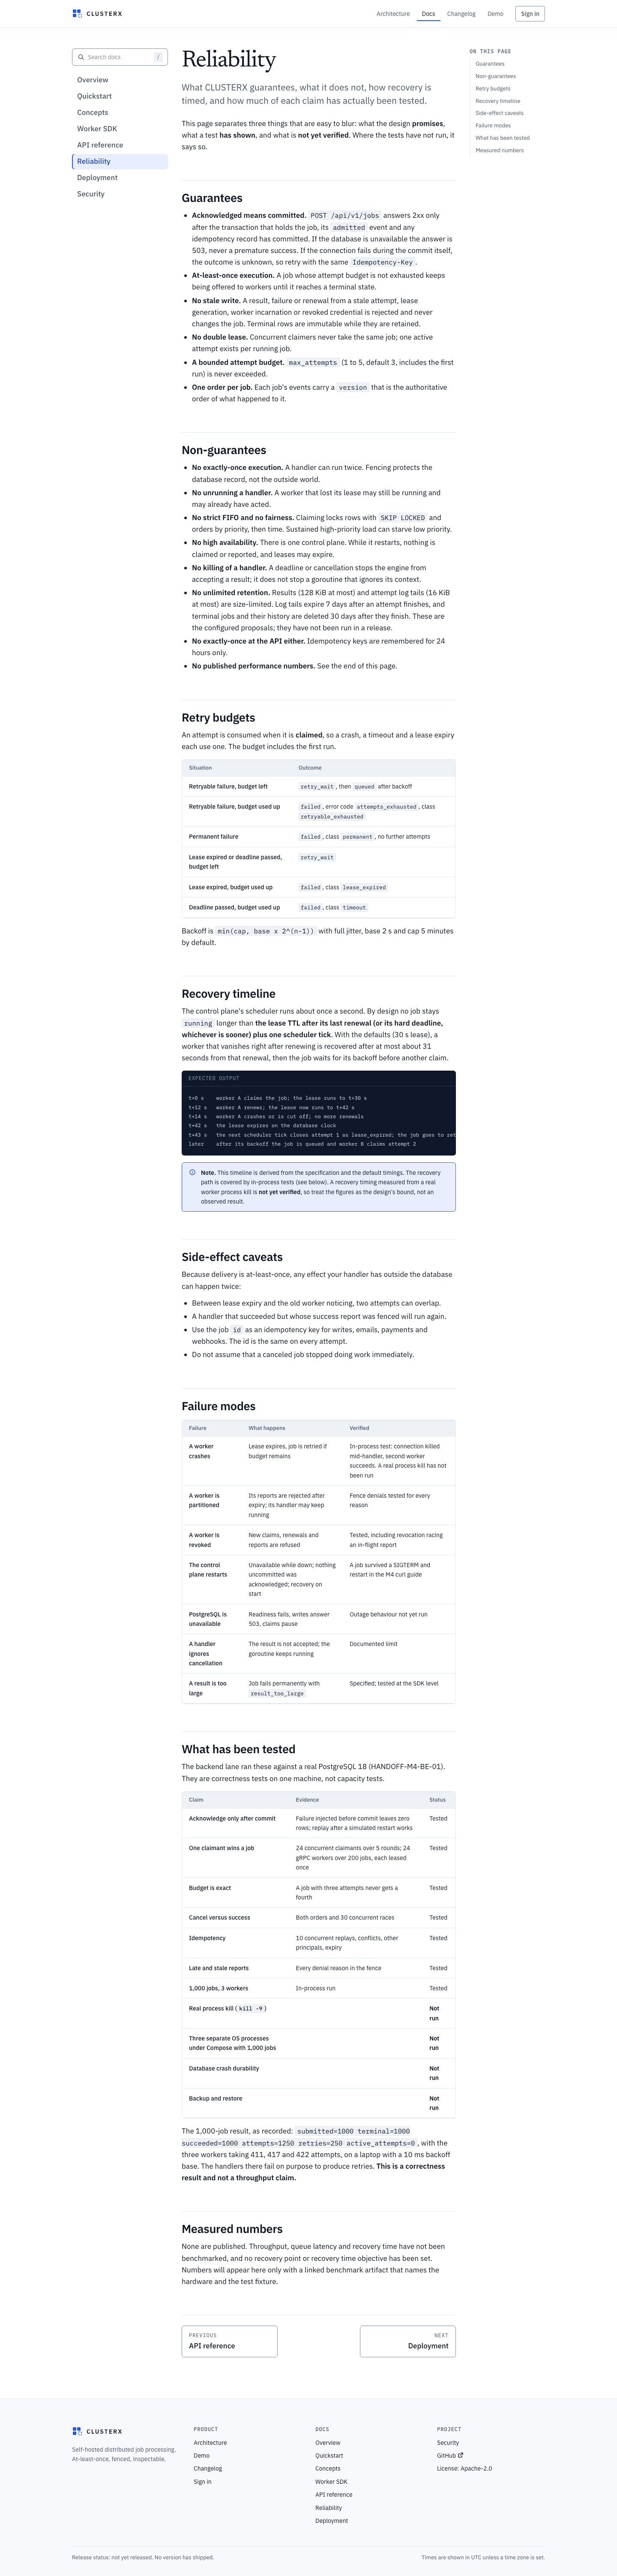 CLUSTERX
Architecture Docs Changelog Demo Sign in
Search docs /
Overview
Quickstart
Concepts
Worker SDK
API reference
Reliability
Deployment
Security
Reliability
What CLUSTERX guarantees, what it does not, how recovery is
timed, and how much of each claim has actually been tested.
This page separates three things that are easy to blur: what the design promises,
what a test has shown, and what is not yet verified. Where the tests have not run, it
says so.
ON THIS PAGE
Guarantees
Non-guarantees
Retry budgets
Recovery timeline
Side-effect caveats
Failure modes
What has been tested
Measured numbers
Guarantees
Acknowledged means committed. POST /api/v1/jobs answers 2xx only
after the transaction that holds the job, its admitted event and any
idempotency record has committed. If the database is unavailable the answer is
503, never a premature success. If the connection fails during the commit itself,
the outcome is unknown, so retry with the same Idempotency-Key.
At-least-once execution. A job whose attempt budget is not exhausted keeps
being offered to workers until it reaches a terminal state.
No stale write. A result, failure or renewal from a stale attempt, lease
generation, worker incarnation or revoked credential is rejected and never
changes the job. Terminal rows are immutable while they are retained.
No double lease. Concurrent claimers never take the same job; one active
attempt exists per running job.
A bounded attempt budget. max_attempts (1 to 5, default 3, includes the first
run) is never exceeded.
One order per job. Each job's events carry a version that is the authoritative
order of what happened to it.
Non-guarantees
No exactly-once execution. A handler can run twice. Fencing protects the
database record, not the outside world.
No unrunning a handler. A worker that lost its lease may still be running and
may already have acted.
No strict FIFO and no fairness. Claiming locks rows with SKIP LOCKED and
orders by priority, then time. Sustained high-priority load can starve low priority.
No high availability. There is one control plane. While it restarts, nothing is
claimed or reported, and leases may expire.
No killing of a handler. A deadline or cancellation stops the engine from
accepting a result; it does not stop a goroutine that ignores its context.
No unlimited retention. Results (128 KiB at most) and attempt log tails (16 KiB
at most) are size-limited. Log tails expire 7 days after an attempt finishes, and
terminal jobs and their history are deleted 30 days after they finish. These are
the configured proposals; they have not been run in a release.
No exactly-once at the API either. Idempotency keys are remembered for 24
hours only.
No published performance numbers. See the end of this page.
Retry budgets
An attempt is consumed when it is claimed, so a crash, a timeout and a lease expiry
each use one. The budget includes the first run.
Situation Outcome
Retryable failure, budget left retry_wait, then queued after backoff
Retryable failure, budget used up failed, error code attempts_exhausted, class
retryable_exhausted
Permanent failure failed, class permanent, no further attempts
Lease expired or deadline passed, retry_wait
budget left
Lease expired, budget used up failed, class lease_expired
Deadline passed, budget used up failed, class timeout
Backoff is min(cap, base x 2^(n-1)) with full jitter, base 2 s and cap 5 minutes
by default.
Recovery timeline
The control plane's scheduler runs about once a second. By design no job stays
running longer than the lease TTL after its last renewal (or its hard deadline,
whichever is sooner) plus one scheduler tick. With the defaults (30 s lease), a
worker that vanishes right after renewing is recovered after at most about 31
seconds from that renewal, then the job waits for its backoff before another claim.
EXPECTED OUTPUT
t+0 s worker A claims the job; the lease runs to t+30 s
t+12 s worker A renews; the lease now runs to t+42 s
t+14 s worker A crashes or is cut off; no more renewals
t+42 s the lease expires on the database clock
t+43 s the next scheduler tick closes attempt 1 as lease_expired; the job goes to ret
later after its backoff the job is queued and worker B claims attempt 2
Note. This timeline is derived from the specification and the default timings. The recovery
path is covered by in-process tests (see below). A recovery timing measured from a real
worker process kill is not yet verified, so treat the figures as the design's bound, not an
observed result.
Side-effect caveats
Because delivery is at-least-once, any effect your handler has outside the database
can happen twice:
Between lease expiry and the old worker noticing, two attempts can overlap.
A handler that succeeded but whose success report was fenced will run again.
Use the job id as an idempotency key for writes, emails, payments and
webhooks. The id is the same on every attempt.
Do not assume that a canceled job stopped doing work immediately.
Failure modes
Failure What happens Verified
A worker Lease expires, job is retried if In-process test: connection killed
crashes budget remains mid-handler, second worker
succeeds. A real process kill has not
been run
A worker is Its reports are rejected after Fence denials tested for every
partitioned expiry; its handler may keep reason
running
A worker is New claims, renewals and Tested, including revocation racing
revoked reports are refused an in-flight report
The control Unavailable while down; nothing A job survived a SIGTERM and
plane restarts uncommitted was restart in the M4 curl guide
acknowledged; recovery on
start
PostgreSQL is Readiness fails, writes answer Outage behaviour not yet run
unavailable 503, claims pause
A handler The result is not accepted; the Documented limit
ignores goroutine keeps running
cancellation
A result is too Job fails permanently with Specified; tested at the SDK level
large result_too_large
What has been tested
The backend lane ran these against a real PostgreSQL 18 (HANDOFF-M4-BE-01).
They are correctness tests on one machine, not capacity tests.
Claim Evidence Status
Acknowledge only after commit Failure injected before commit leaves zero Tested
rows; replay after a simulated restart works
One claimant wins a job 24 concurrent claimants over 5 rounds; 24 Tested
gRPC workers over 200 jobs, each leased
once
Budget is exact A job with three attempts never gets a Tested
fourth
Cancel versus success Both orders and 30 concurrent races Tested
Idempotency 10 concurrent replays, conflicts, other Tested
principals, expiry
Late and stale reports Every denial reason in the fence Tested
1,000 jobs, 3 workers In-process run Tested
Real process kill (kill -9) Not
run
Three separate OS processes Not
under Compose with 1,000 jobs run
Database crash durability Not
run
Backup and restore Not
run
The 1,000-job result, as recorded: submitted=1000 terminal=1000
succeeded=1000 attempts=1250 retries=250 active_attempts=0, with the
three workers taking 411, 417 and 422 attempts, on a laptop with a 10 ms backoff
base. The handlers fail on purpose to produce retries. This is a correctness
result and not a throughput claim.
Measured numbers
None are published. Throughput, queue latency and recovery time have not been
benchmarked, and no recovery point or recovery time objective has been set.
Numbers will appear here only with a linked benchmark artifact that names the
hardware and the test fixture.
PREVIOUS
API reference
NEXT
Deployment
CLUSTERX
Self-hosted distributed job processing.
At-least-once, fenced, inspectable.
PRODUCT
Architecture
Demo
Changelog
Sign in
DOCS
Overview
Quickstart
Concepts
Worker SDK
API reference
Reliability
Deployment
PROJECT
Security
GitHub
License: Apache-2.0
Release status: not yet released. No version has shipped.
Times are shown in UTC unless a time zone is set.